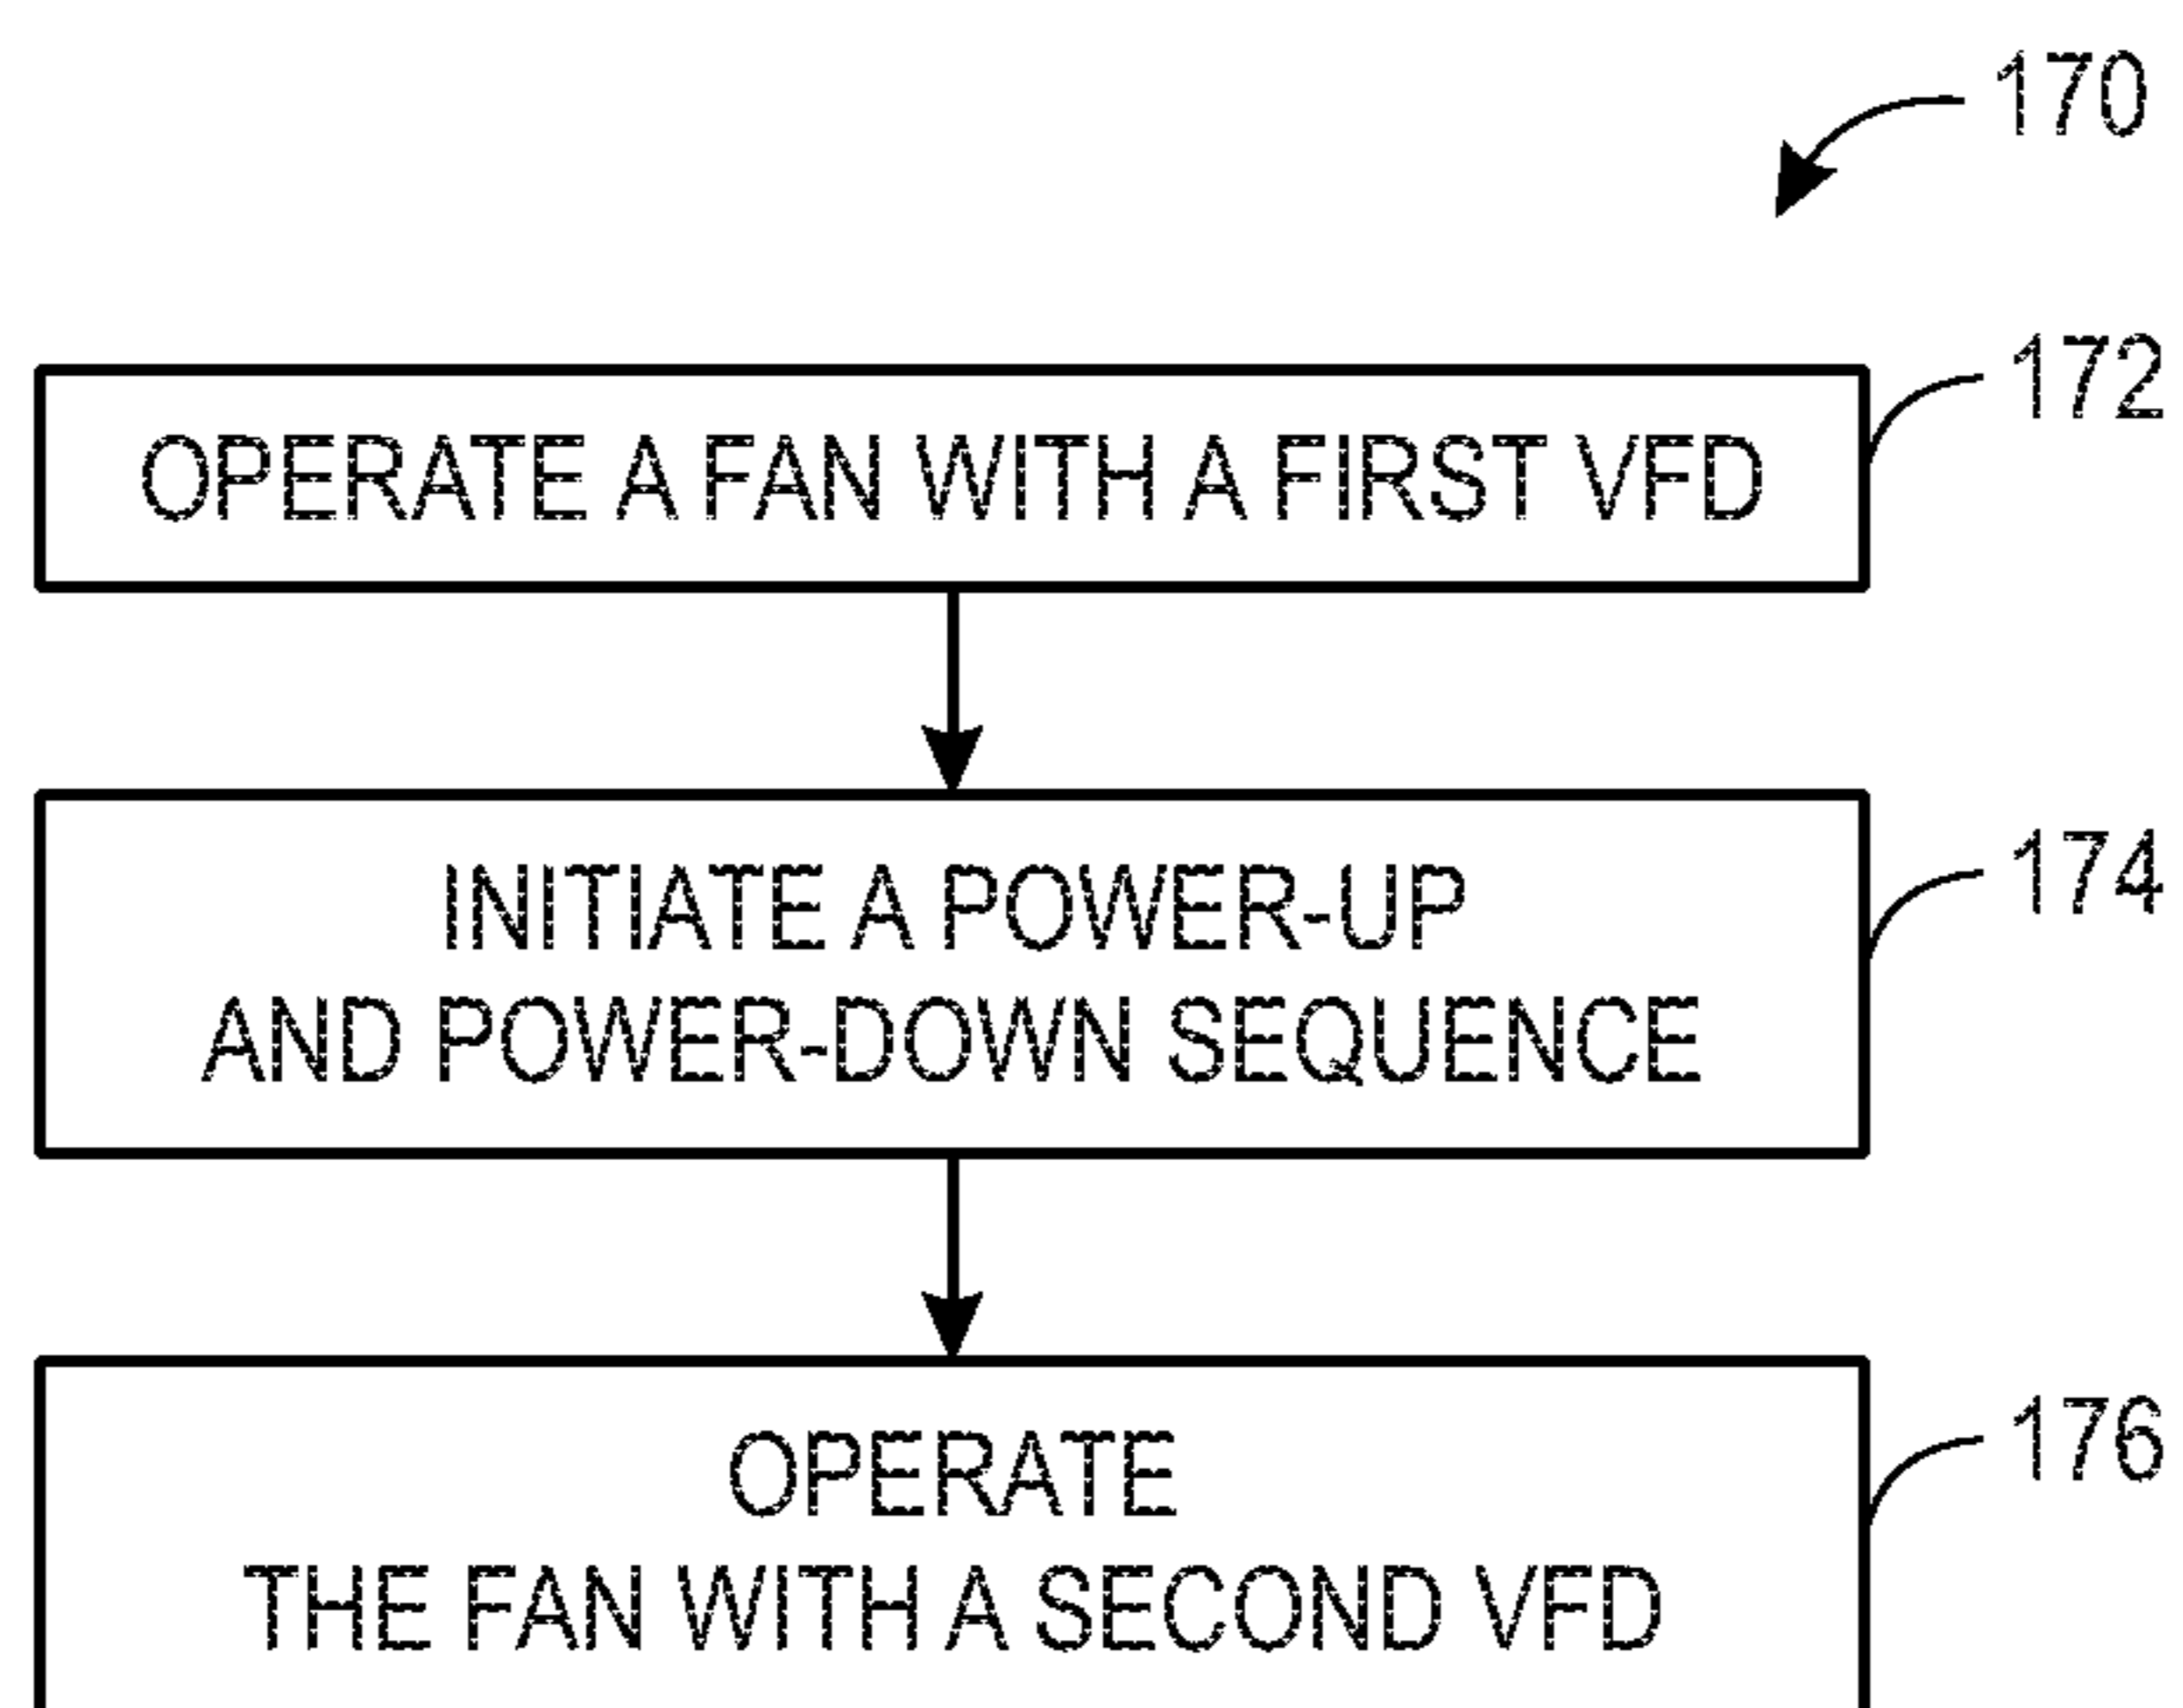 170
172
OPERATE A FAN WITH A FIRST VFD
174
INITIATE A POWER-UP
AND POWER-DOWN SEQUENCE
176
OPERATE
THE FAN WITH A SECOND VFD